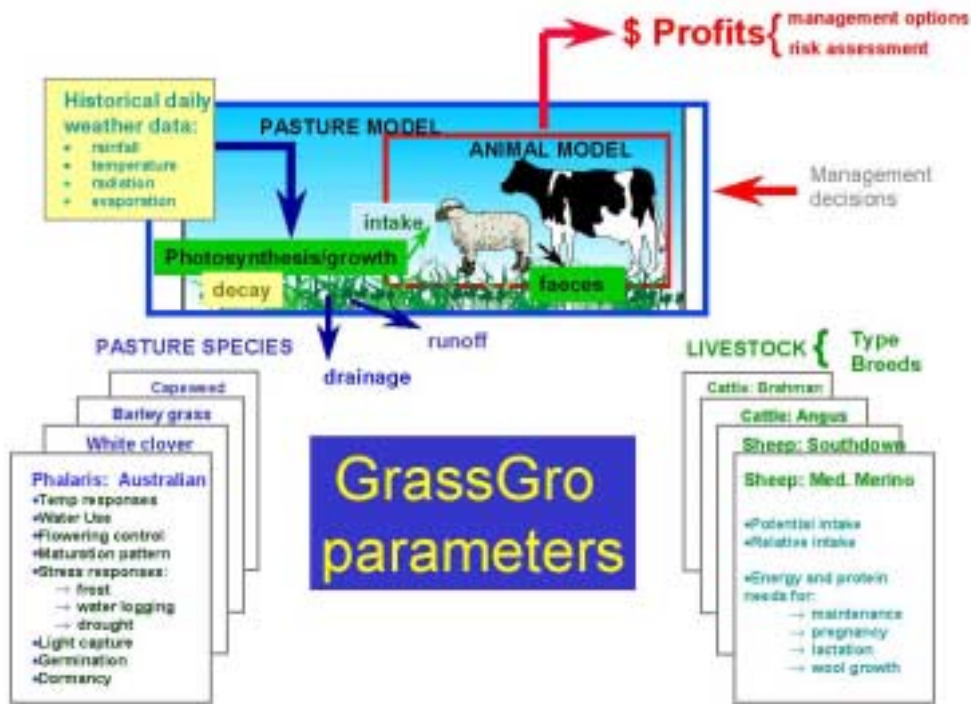 $ Profits { management options
risk assessment
Historical daily
weather data:
• rainfall
• temperature
• radiation
• evaporation
PASTURE MODEL
ANIMAL MODEL
Management
decisions
intake
Photosynthesis/growth
decay
faeces
runoff
drainage
PASTURE SPECIES
Capeweed
Barley grass
White clover
Phalaris: Australian
•Temp responses
•Water Use
•Flowering control
•Maturation pattern
•Stress responses:
→ frost
→ water logging
→ drought
•Light capture
•Germination
•Dormancy
GrassGro
parameters
LIVESTOCK { Type
Breeds
Cattle: Brahman
Cattle: Angus
Sheep: Southdown
Sheep: Med. Merino
•Potential intake
•Relative intake
•Energy and protein
needs for:
→ maintenance
→ pregnancy
→ lactation
→ wool growth